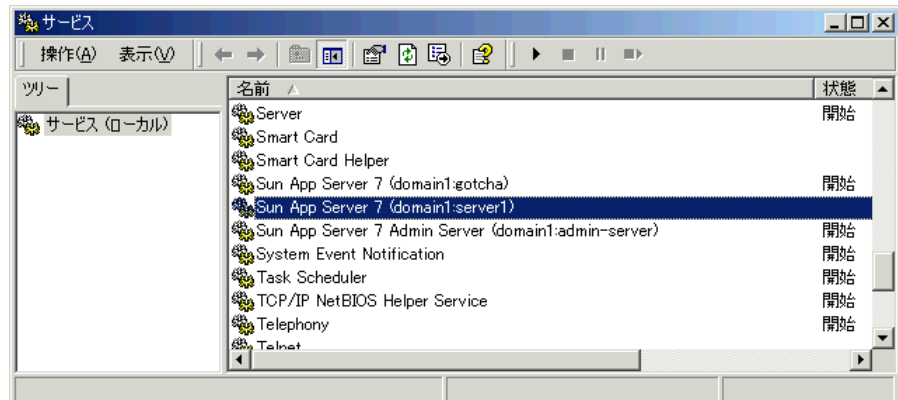 サービス
操作(A) 表示(V)
ツリー
サービス (ローカル)
名前 状態
Server 開始
Smart Card
Smart Card Helper
Sun App Server 7 (domain1:gotcha) 開始
Sun App Server 7 (domain1:server1)
Sun App Server 7 Admin Server (domain1:admin-server) 開始
System Event Notification 開始
Task Scheduler 開始
TCP/IP NetBIOS Helper Service 開始
Telephony 開始
Telnet